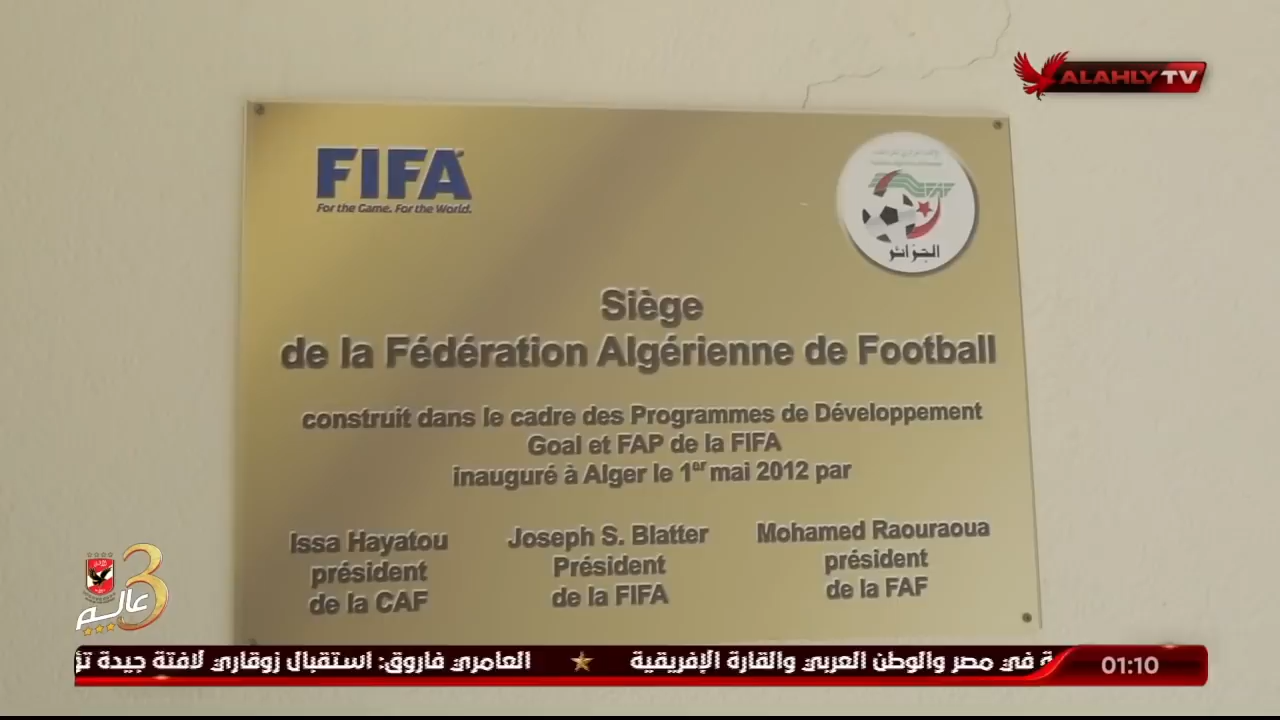 ALAHLY TV
FIFA
For the Game. For the World.
الجزائر
Siège
de la Fédération Algérienne de Football
construit dans le cadre des Programmes de Développement
Goal et FAP de la FIFA
inauguré à Alger le 1er mai 2012 par
Issa Hayatou
président
de la CAF
Joseph S. Blatter
Président
de la FIFA
Mohamed Raouraoua
président
de la FAF
3
عالم
في مصر والوطن العربي والقارة الإفريقية
العامري فاروق: استقبال زوقاري لافتة جيدة
01:10